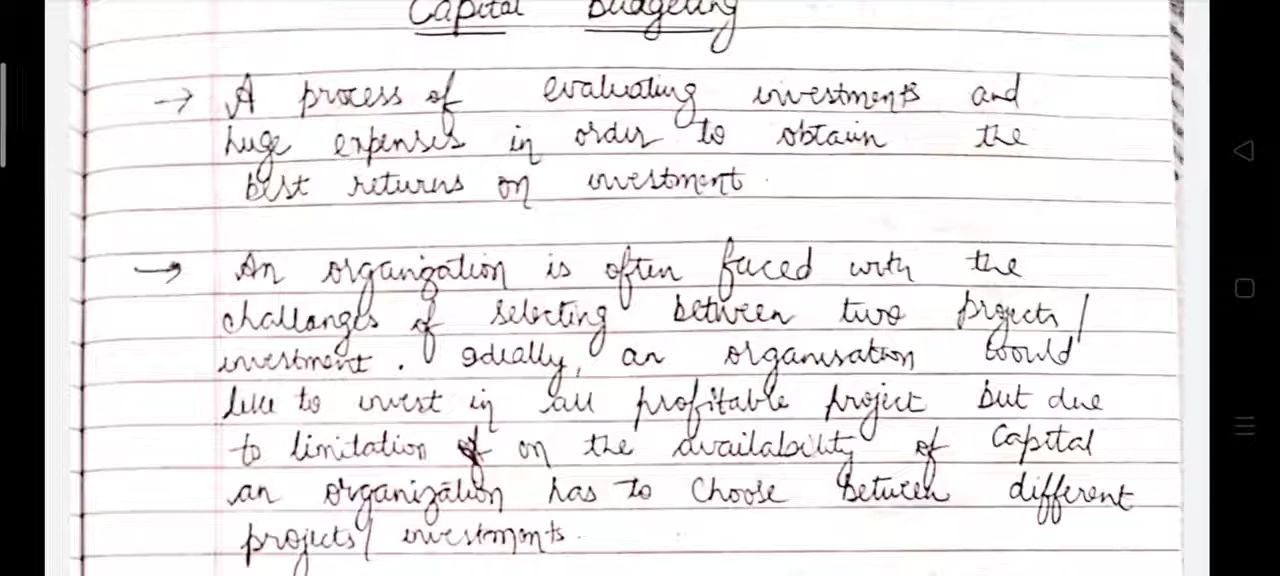 Capital Budgeting
→ A process of evaluating investments and
huge expenses in order to obtain the
best returns on investment.
→ An organization is often faced with the
challanges of selecting between two projects/
investment. Ideally, an organisation would
like to invest in all profitable project but due
to limitation on the availability of Capital
an organization has to choose between different
projects/ investments.